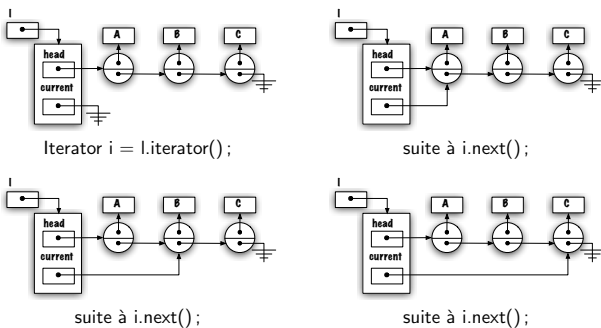 l
A B C
head
current
Iterator i = l.iterator() ;
l
A B C
head
current
suite à i.next() ;
l
A B C
head
current
suite à i.next() ;
l
A B C
head
current
suite à i.next() ;